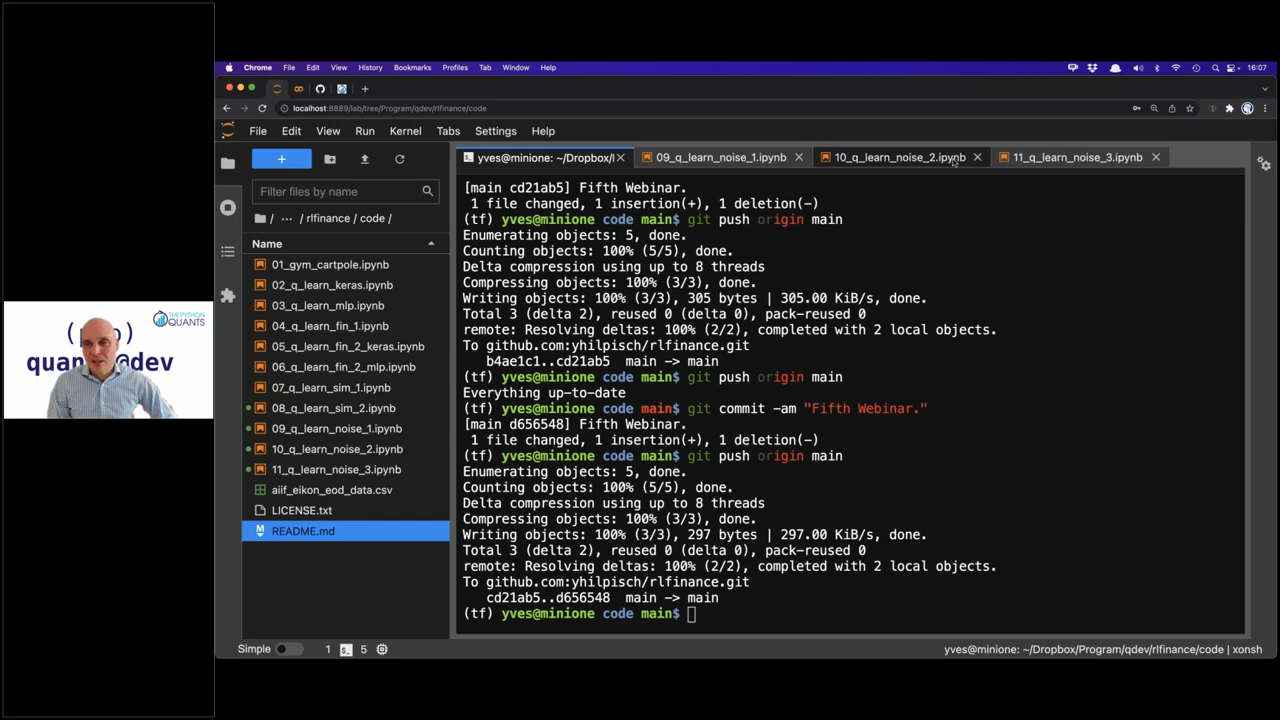 Chrome File Edit View History Bookmarks Profiles Tab Window Help 16:07
localhost:8889/lab/tree/Program/qdev/rlfinance/code
File Edit View Run Kernel Tabs Settings Help
+
Filter files by name
/ ··· / rlfinance / code /
Name
01_gym_cartpole.ipynb
02_q_learn_keras.ipynb
03_q_learn_mlp.ipynb
04_q_learn_fin_1.ipynb
05_q_learn_fin_2_keras.ipynb
06_q_learn_fin_2_mlp.ipynb
07_q_learn_sim_1.ipynb
08_q_learn_sim_2.ipynb
09_q_learn_noise_1.ipynb
10_q_learn_noise_2.ipynb
11_q_learn_noise_3.ipynb
aiif_eikon_eod_data.csv
LICENSE.txt
README.md
yves@minione: ~/Dropbox/ 09_q_learn_noise_1.ipynb 10_q_learn_noise_2.ipynb 11_q_learn_noise_3.ipynb
[main cd21ab5] Fifth Webinar.
1 file changed, 1 insertion(+), 1 deletion(-)
(tf) yves@minione code main$ git push origin main
Enumerating objects: 5, done.
Counting objects: 100% (5/5), done.
Delta compression using up to 8 threads
Compressing objects: 100% (3/3), done.
Writing objects: 100% (3/3), 305 bytes | 305.00 KiB/s, done.
Total 3 (delta 2), reused 0 (delta 0), pack-reused 0
remote: Resolving deltas: 100% (2/2), completed with 2 local objects.
To github.com:yhilpisch/rlfinance.git
b4ae1c1..cd21ab5 main -> main
(tf) yves@minione code main$ git push origin main
Everything up-to-date
(tf) yves@minione code main$ git commit -am "Fifth Webinar."
[main d656548] Fifth Webinar.
1 file changed, 1 insertion(+), 1 deletion(-)
(tf) yves@minione code main$ git push origin main
Enumerating objects: 5, done.
Counting objects: 100% (5/5), done.
Delta compression using up to 8 threads
Compressing objects: 100% (3/3), done.
Writing objects: 100% (3/3), 297 bytes | 297.00 KiB/s, done.
Total 3 (delta 2), reused 0 (delta 0), pack-reused 0
remote: Resolving deltas: 100% (2/2), completed with 2 local objects.
To github.com:yhilpisch/rlfinance.git
cd21ab5..d656548 main -> main
(tf) yves@minione code main$
Simple 1 5 yves@minione: ~/Dropbox/Program/qdev/rlfinance/code | xonsh
THE PYTHON
QUANTS
dev